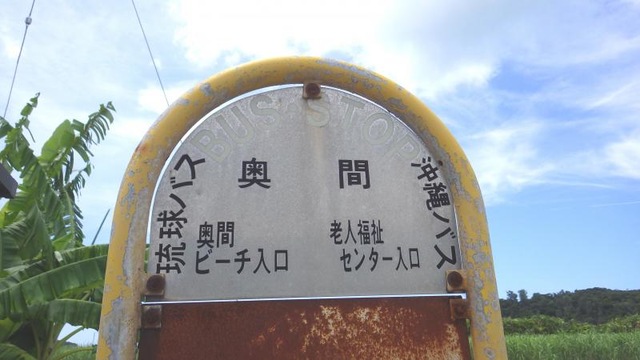 BUS STOP
琉球バス
奥間
沖縄バス
奥間
ビーチ入口
老人福祉
センター入口